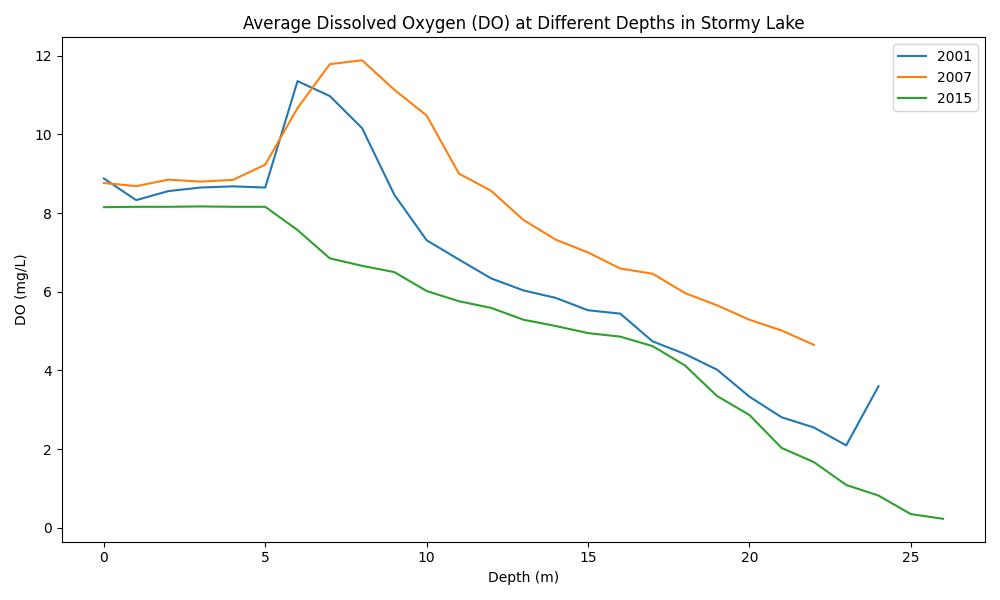 Average Dissolved Oxygen (DO) at Different Depths in Stormy Lake
2001
2007
2015
DO (mg/L)
12
10
8
6
4
2
0
0 5 10 15 20 25
Depth (m)